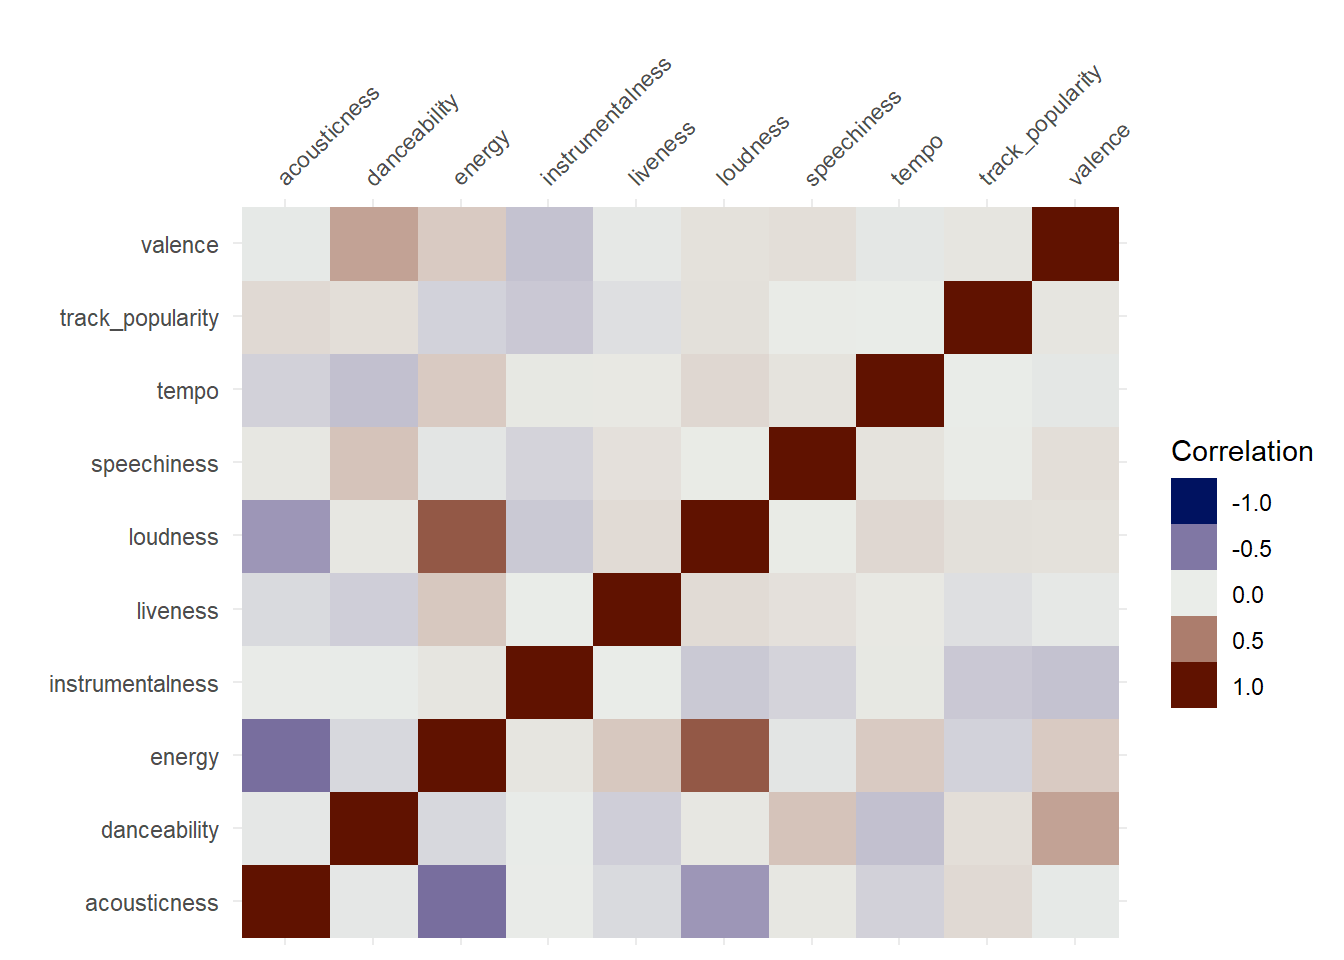 acousticness
danceability
energy
instrumentalness
liveness
loudness
speechiness
tempo
track_popularity
valence
valence
track_popularity
tempo
speechiness
loudness
liveness
instrumentalness
energy
danceability
acousticness
Correlation
-1.0
-0.5
0.0
0.5
1.0